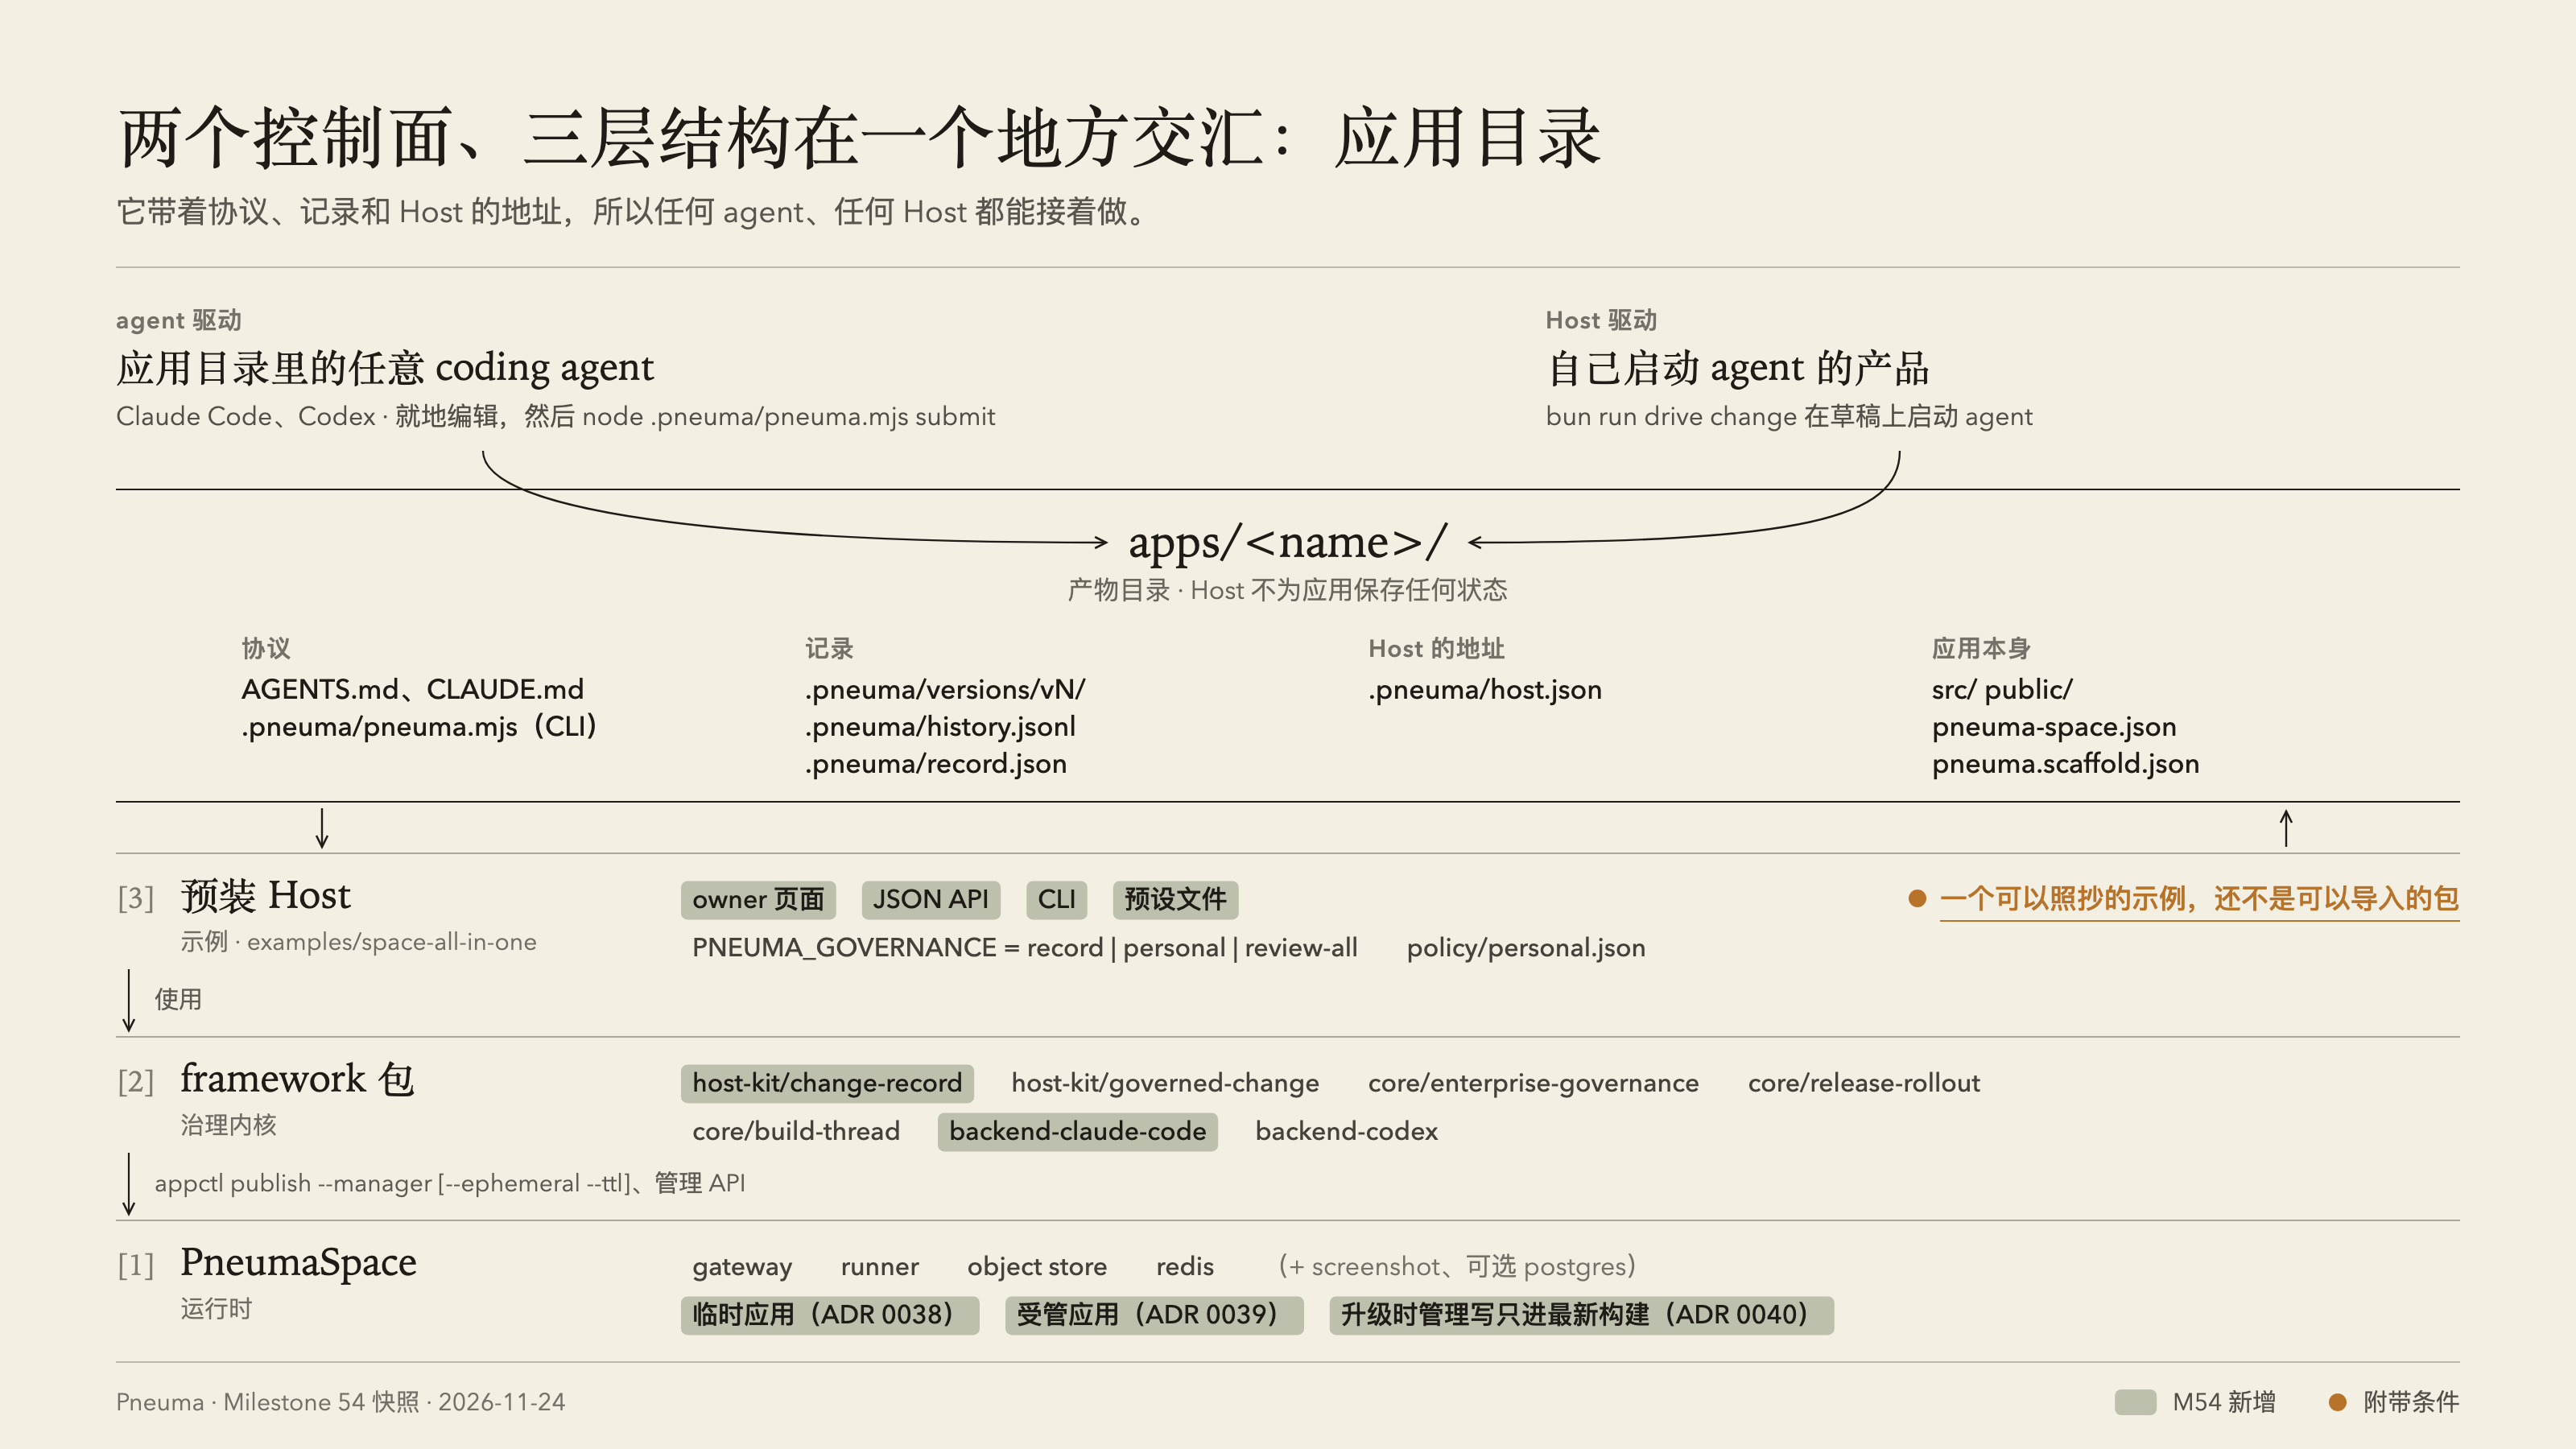 两个控制面、三层结构在一个地方交汇：应用目录
它带着协议、记录和 Host 的地址，所以任何 agent、任何 Host 都能接着做。
agent 驱动
应用目录里的任意 coding agent
Claude Code、Codex · 就地编辑，然后 node .pneuma/pneuma.mjs submit
Host 驱动
自己启动 agent 的产品
bun run drive change 在草稿上启动 agent
apps/<name>/
产物目录 · Host 不为应用保存任何状态
协议
AGENTS.md、CLAUDE.md
.pneuma/pneuma.mjs（CLI）
记录
.pneuma/versions/vN/
.pneuma/history.jsonl
.pneuma/record.json
Host 的地址
.pneuma/host.json
应用本身
src/ public/
pneuma-space.json
pneuma.scaffold.json
[3] 预装 Host
示例 · examples/space-all-in-one
owner 页面 JSON API CLI 预设文件
PNEUMA_GOVERNANCE = record | personal | review-all policy/personal.json
一个可以照抄的示例，还不是可以导入的包
使用
[2] framework 包
治理内核
host-kit/change-record host-kit/governed-change core/enterprise-governance core/release-rollout
core/build-thread backend-claude-code backend-codex
appctl publish --manager [--ephemeral --ttl]、管理 API
[1] PneumaSpace
运行时
gateway runner object store redis （+ screenshot、可选 postgres）
临时应用（ADR 0038） 受管应用（ADR 0039） 升级时管理写只进最新构建（ADR 0040）
Pneuma · Milestone 54 快照 · 2026-11-24
M54 新增 附带条件